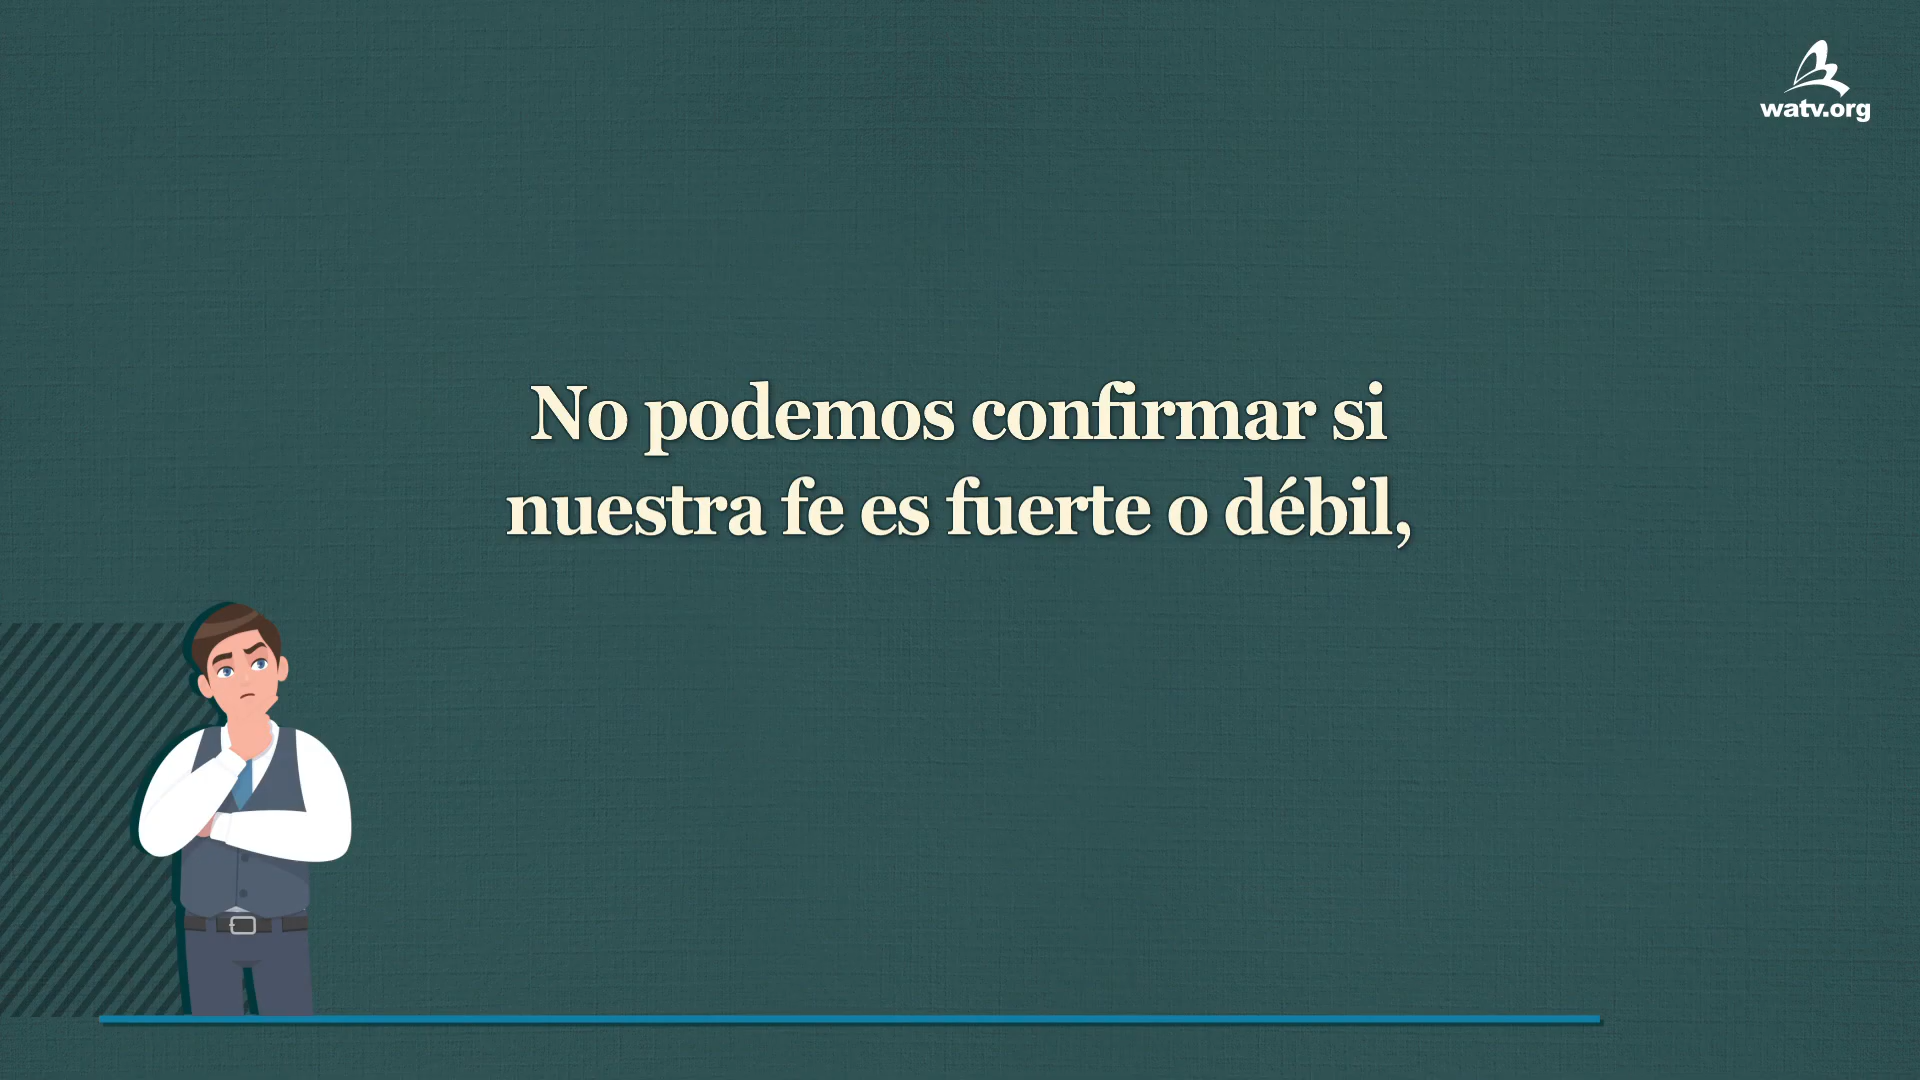 watv.org
No podemos confirmar si
nuestra fe es fuerte o débil,